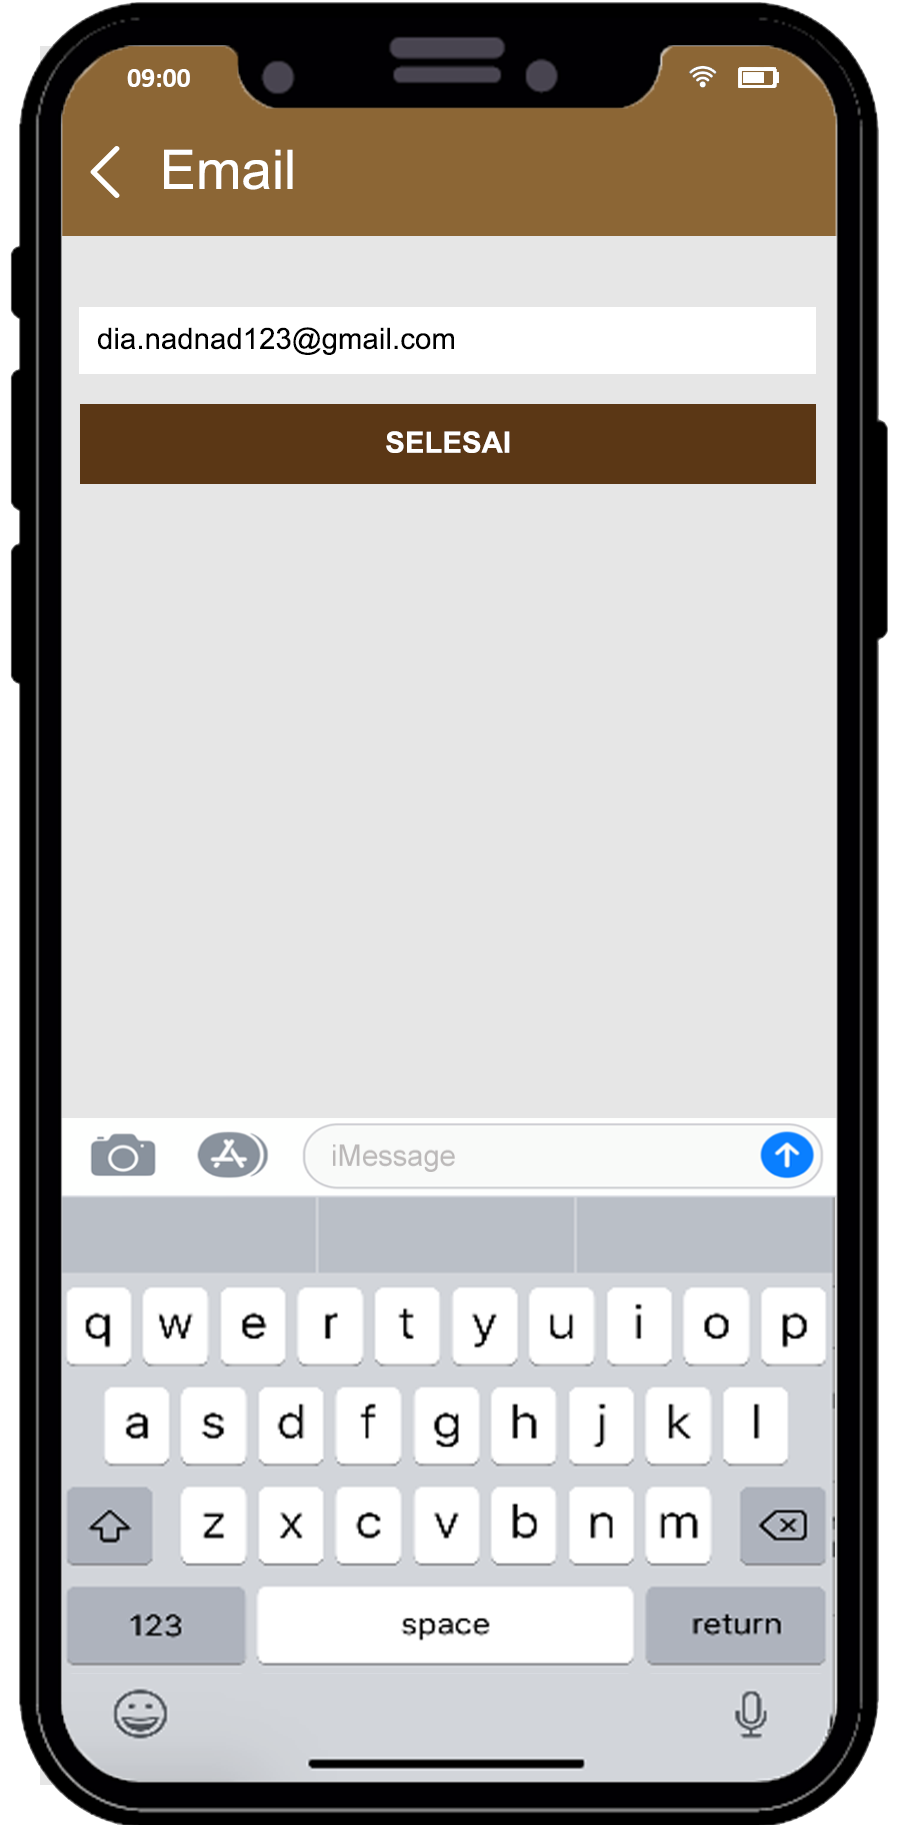 09:00
Email
dia.nadnad123@gmail.com
SELESAI
iMessage
q w e r t y u i o p
a s d f g h j k l
z x c v b n m
123 space return